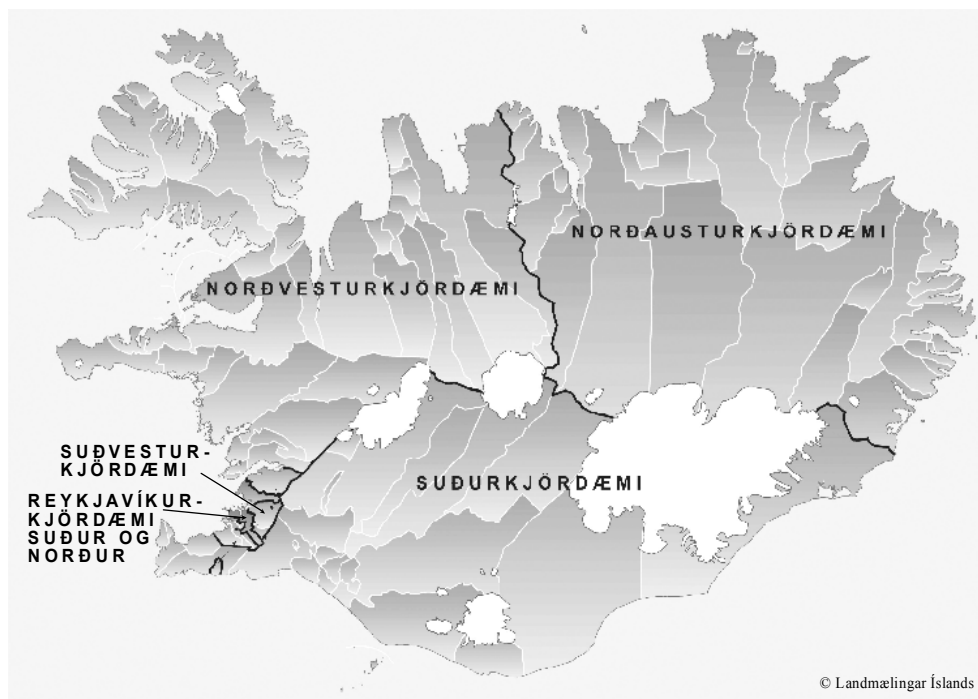 NORÐAUSTURKJÖRDÆMI
NORÐVESTURKJÖRDÆMI
SUÐVESTUR-
KJÖRDÆMI
SUÐURKJÖRDÆMI
REYKJAVÍKUR-
KJÖRDÆMI
SUÐUR OG
NORÐUR
© Landmælingar Íslands